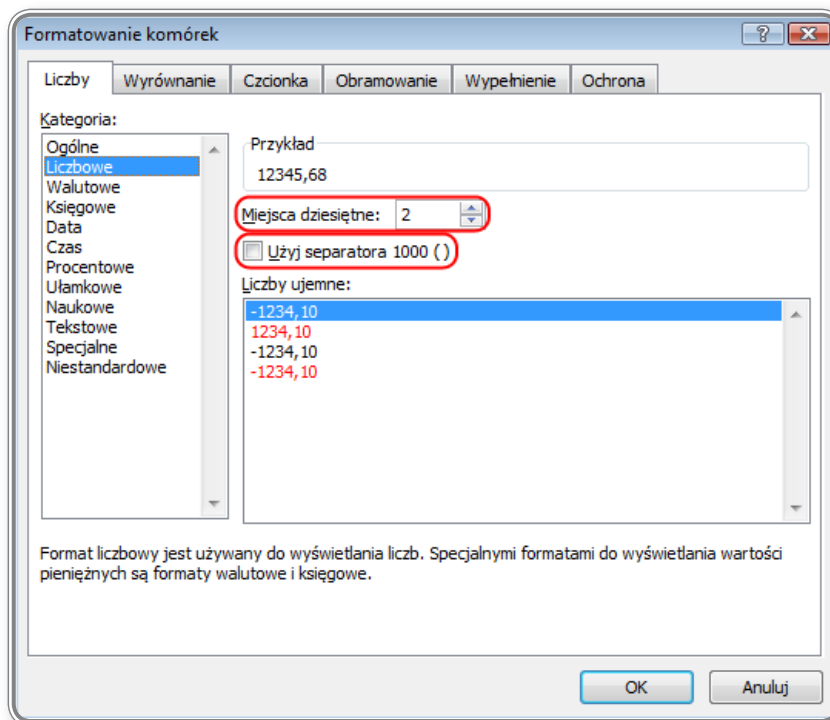 Formatowanie komórek
Liczby Wyrównanie Czcionka Obramowanie Wypełnienie Ochrona
Kategoria:
Ogólne
Liczbowe
Walutowe
Księgowe
Data
Czas
Procentowe
Ułamkowe
Naukowe
Tekstowe
Specjalne
Niestandardowe
Przykład
12345,68
Miejsca dziesiętne: 2
Użyj separatora 1000 ( )
Liczby ujemne:
-1234,10
1234,10
-1234,10
-1234,10
Format liczbowy jest używany do wyświetlania liczb. Specjalnymi formatami do wyświetlania wartości
pieniężnych są formaty walutowe i księgowe.
OK Anuluj